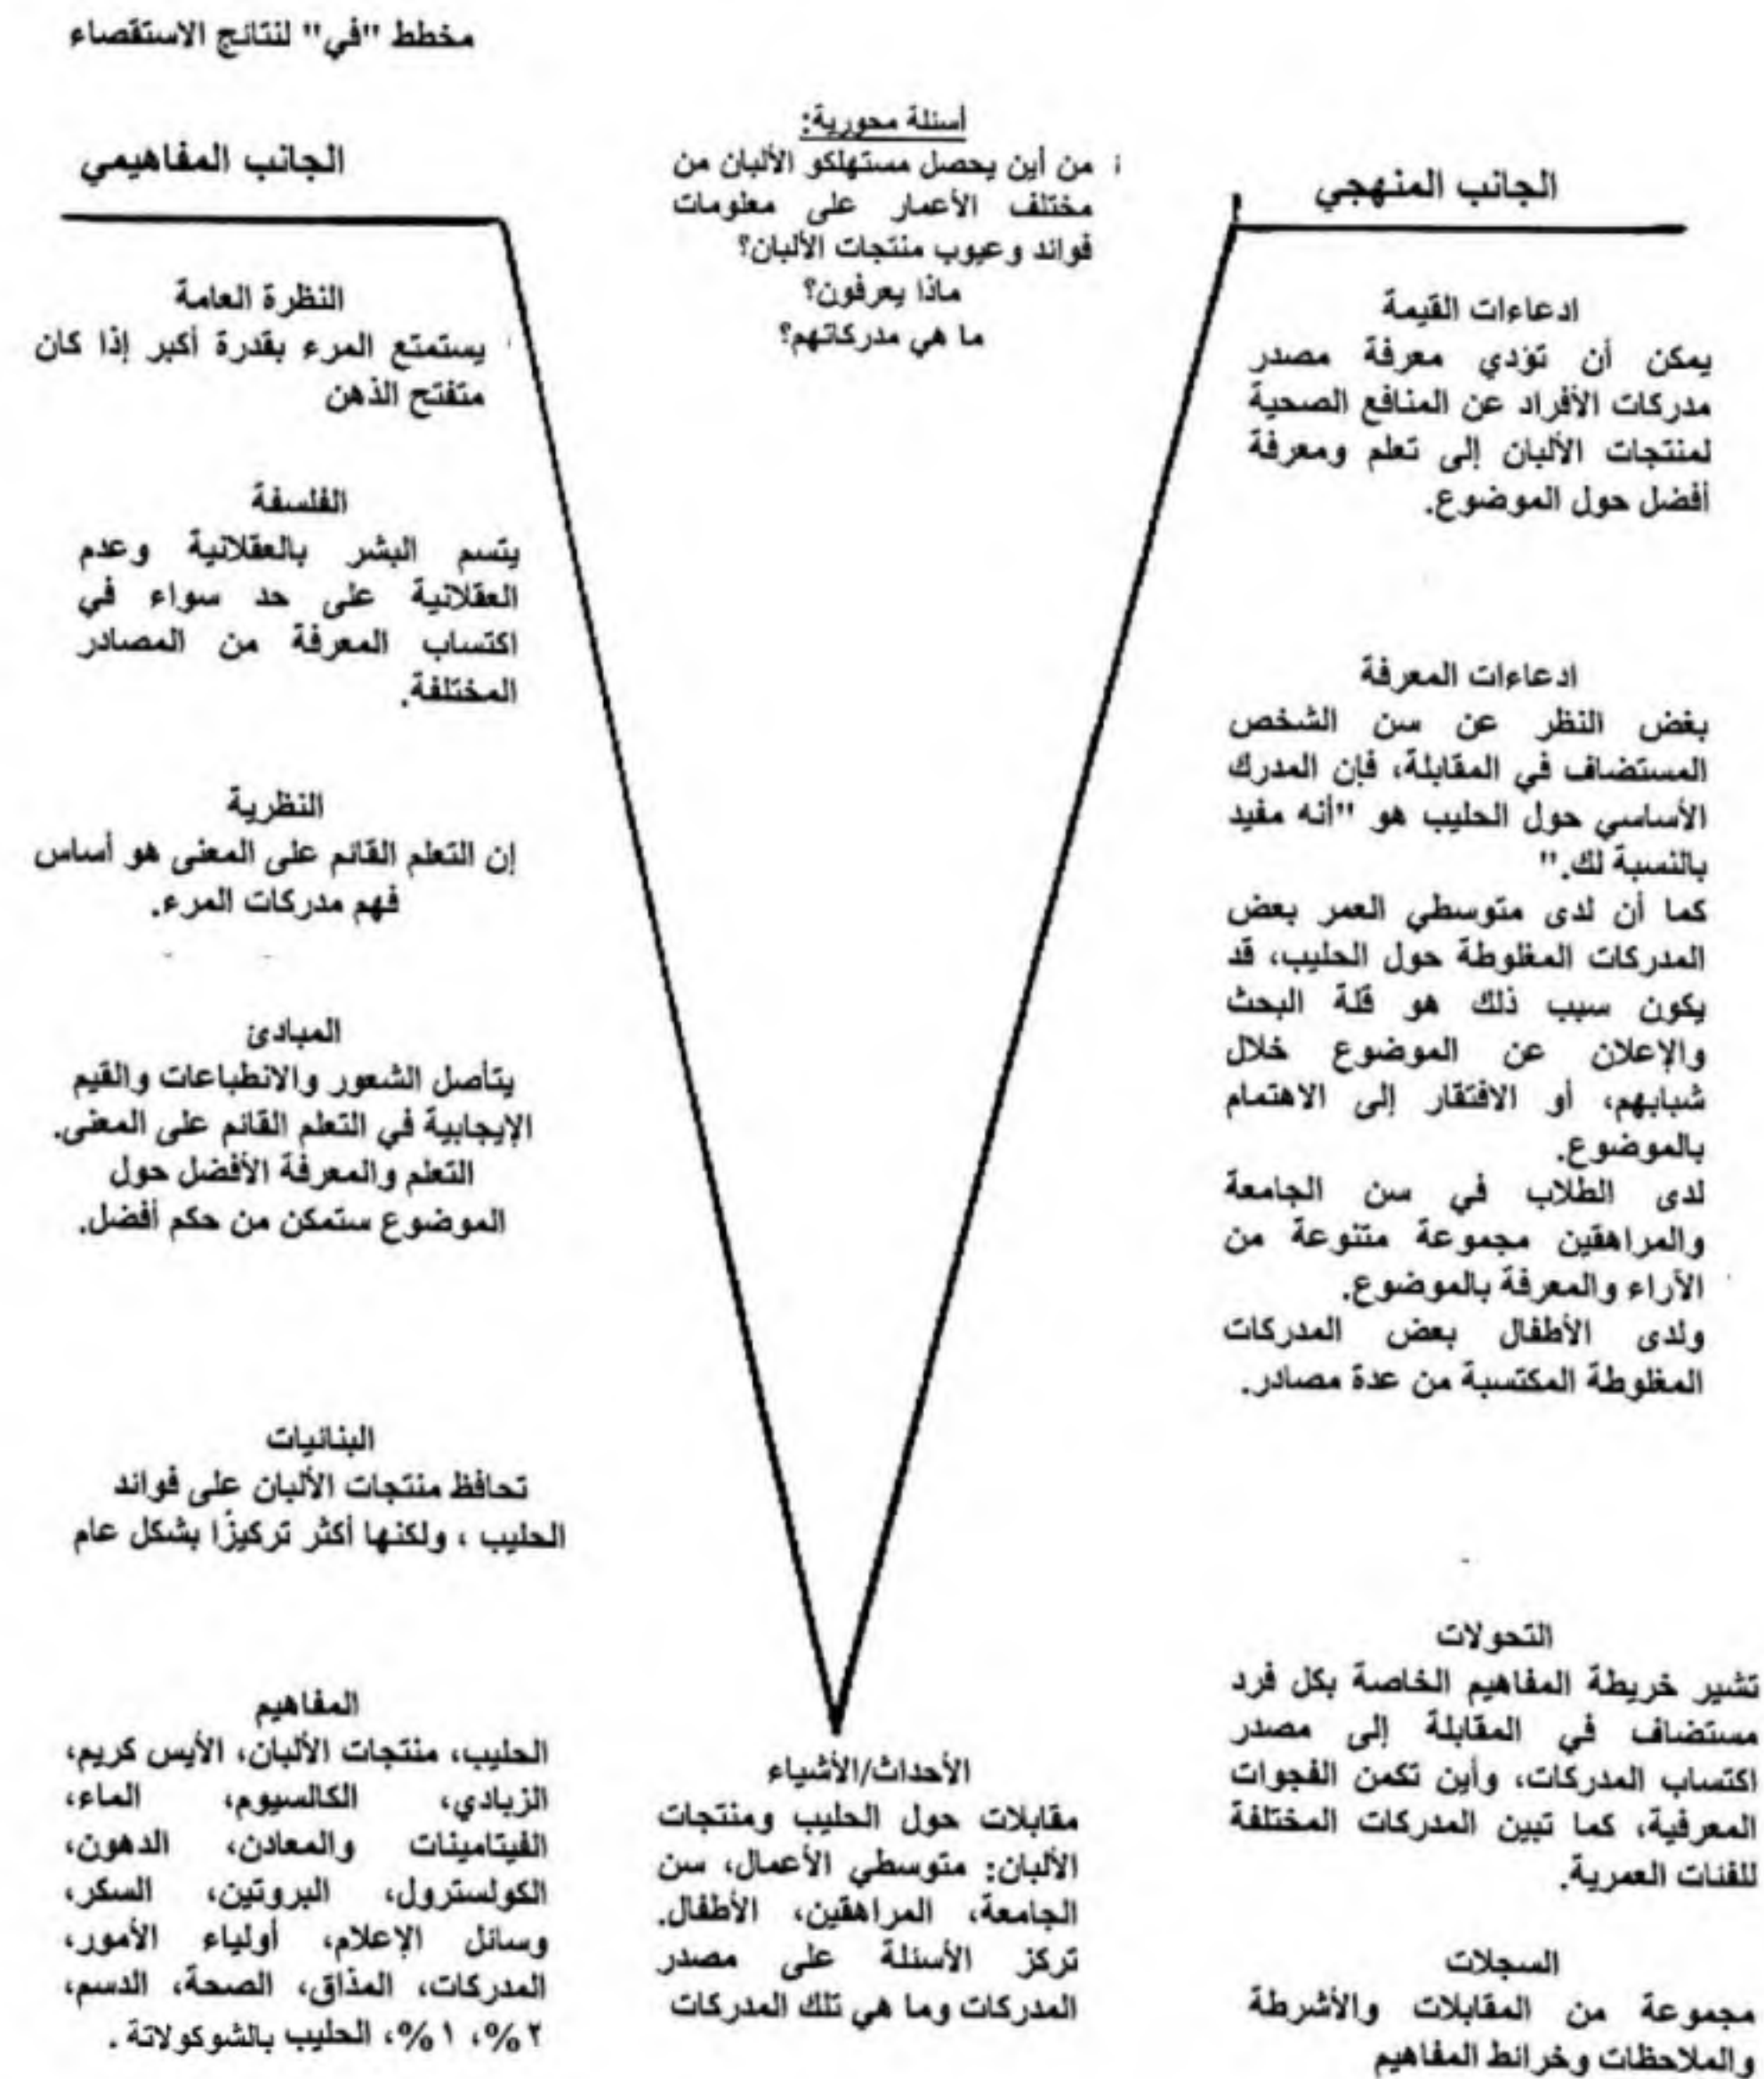 مخطط "في" لنتائج الاستقصاء
أسئلة محورية:
من أين يحصل مستهلكو الألبان من
مختلف الأعمار على معلومات
فوائد وعيوب منتجات الألبان؟
ماذا يعرفون؟
ما هي مدركاتهم؟
الجانب المنهجي
ادعاءات القيمة
يمكن أن تؤدي معرفة مصدر
مدركات الأفراد عن المنافع الصحية
لمنتجات الألبان إلى تعلم ومعرفة
أفضل حول الموضوع.
ادعاءات المعرفة
بغض النظر عن سن الشخص
المستضاف في المقابلة، فإن المدرك
الأساسي حول الحليب هو "أنه مفيد
بالنسبة لك."
كما أن لدى متوسطي العمر بعض
المدركات المغلوطة حول الحليب، قد
يكون سبب ذلك هو قلة البحث
والإعلان عن الموضوع خلال
شبابهم، أو الافتقار إلى الاهتمام
بالموضوع.
لدى الطلاب في سن الجامعة
والمراهقين مجموعة متنوعة من
الآراء والمعرفة بالموضوع.
ولدى الأطفال بعض المدركات
المغلوطة المكتسبة من عدة مصادر.
التحولات
تشير خريطة المفاهيم الخاصة بكل فرد
مستضاف في المقابلة إلى مصدر
اكتساب المدركات، وأين تكمن الفجوات
المعرفية، كما تبين المدركات المختلفة
للفئات العمرية.
السجلات
مجموعة من المقابلات والأشرطة
والملاحظات وخرائط المفاهيم
الأحداث/الأشياء
مقابلات حول الحليب ومنتجات
الألبان: متوسطي الأعمال، سن
الجامعة، المراهقين، الأطفال.
تركز الأسئلة على مصدر
المدركات وما هي تلك المدركات
الجانب المفاهيمي
النظرة العامة
يستمتع المرء بقدرة أكبر إذا كان
متفتح الذهن
الفلسفة
يتسم البشر بالعقلانية وعدم
العقلانية على حد سواء في
اكتساب المعرفة من المصادر
المختلفة.
النظرية
إن التعلم القائم على المعنى هو أساس
فهم مدركات المرء.
المبادئ
يتأصل الشعور والانطباعات والقيم
الإيجابية في التعلم القائم على المعنى.
التعلم والمعرفة الأفضل حول
الموضوع ستمكن من حكم أفضل.
البنائيات
تحافظ منتجات الألبان على فوائد
الحليب ، ولكنها أكثر تركيزًا بشكل عام
المفاهيم
الحليب، منتجات الألبان، الأيس كريم،
الزبادي، الكالسيوم، الماء،
الفيتامينات والمعادن، الدهون،
الكولسترول، البروتين، السكر،
وسائل الإعلام، أولياء الأمور،
المدركات، المذاق، الصحة، الدسم،
٢%، ١%، الحليب بالشوكولاتة .